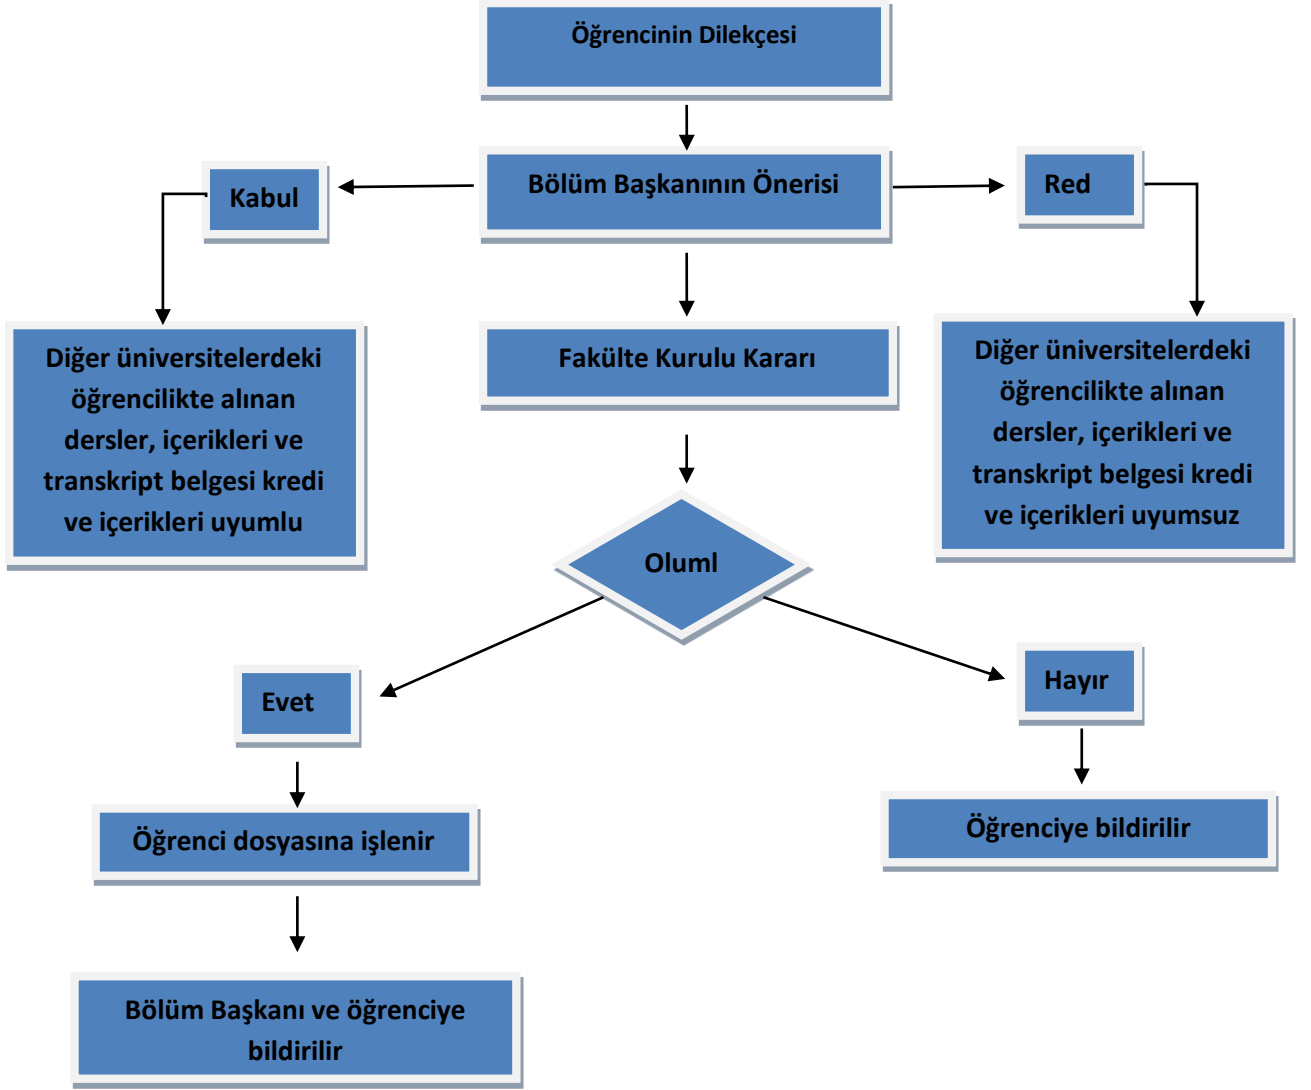 Öğrencinin Dilekçesi
Kabul
Bölüm Başkanının Önerisi
Red
Diğer üniversitelerdeki
öğrencilikte alınan
dersler, içerikleri ve
transkript belgesi kredi
ve içerikleri uyumlu
Fakülte Kurulu Kararı
Diğer üniversitelerdeki
öğrencilikte alınan
dersler, içerikleri ve
transkript belgesi kredi
ve içerikleri uyumsuz
Oluml
Evet
Hayır
Öğrenci dosyasına işlenir
Öğrenciye bildirilir
Bölüm Başkanı ve öğrenciye
bildirilir